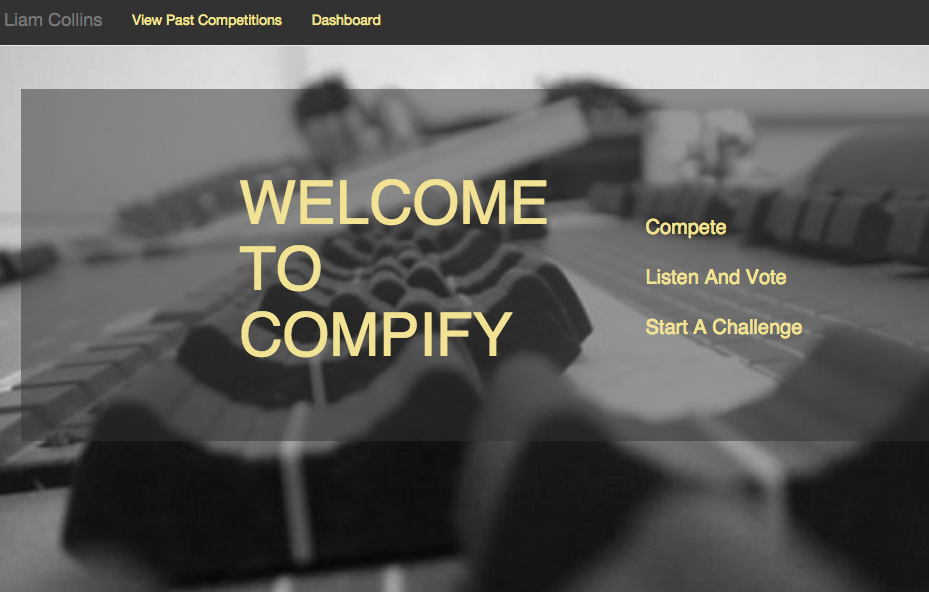 Liam Collins View Past Competitions Dashboard
WELCOME
TO
COMPIFY
Compete
Listen And Vote
Start A Challenge